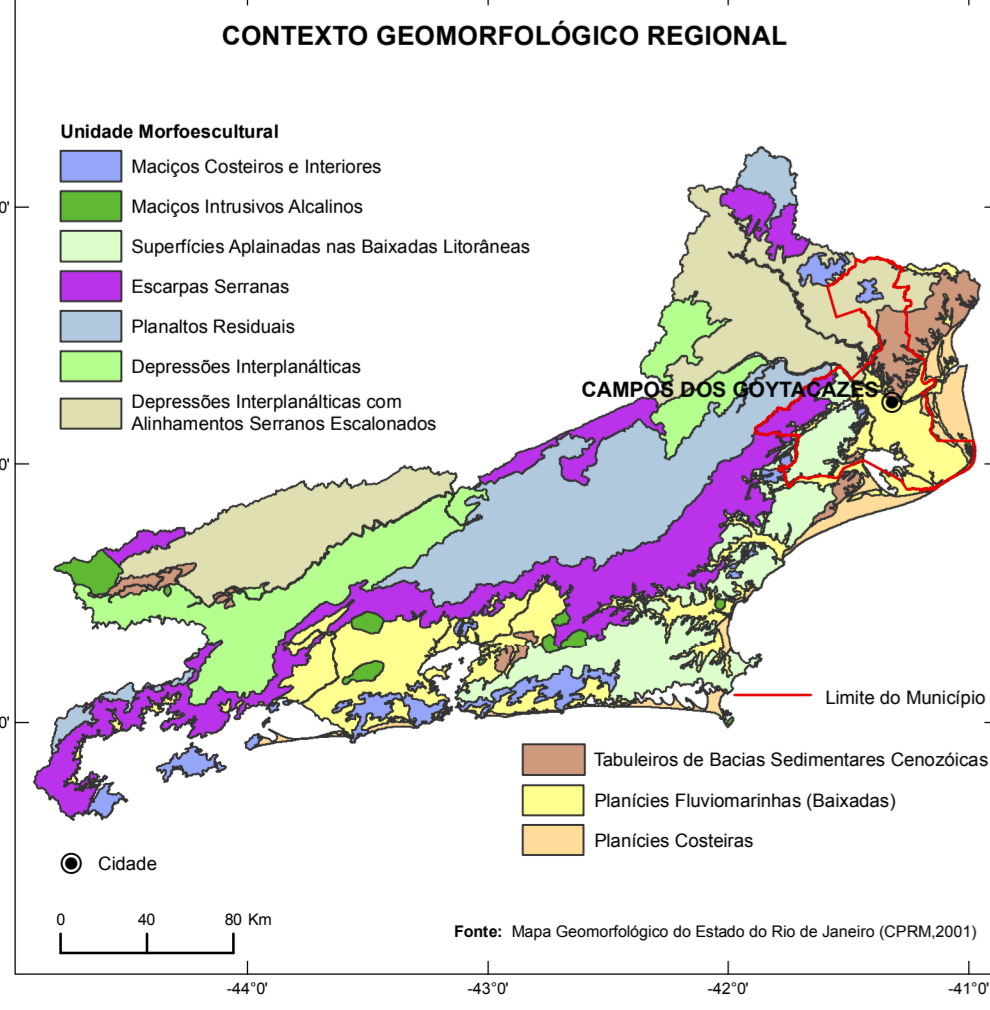 CONTEXTO GEOMORFOLÓGICO REGIONAL
Unidade Morfoescultural
Maciços Costeiros e Interiores
Maciços Intrusivos Alcalinos
Superfícies Aplainadas nas Baixadas Litorâneas
Escarpas Serranas
Planaltos Residuais
Depressões Interplanálticas
Depressões Interplanálticas com
Alinhamentos Serranos Escalonados
0'
0'
0'
CAMPOS DOS GOYTACAZES
Limite do Município
Tabuleiros de Bacias Sedimentares Cenozóicas
Planícies Fluviomarinhas (Baixadas)
Planícies Costeiras
Cidade
0 40 80 Km
Fonte: Mapa Geomorfológico do Estado do Rio de Janeiro (CPRM,2001)
-44°0' -43°0' -42°0' -41°0'